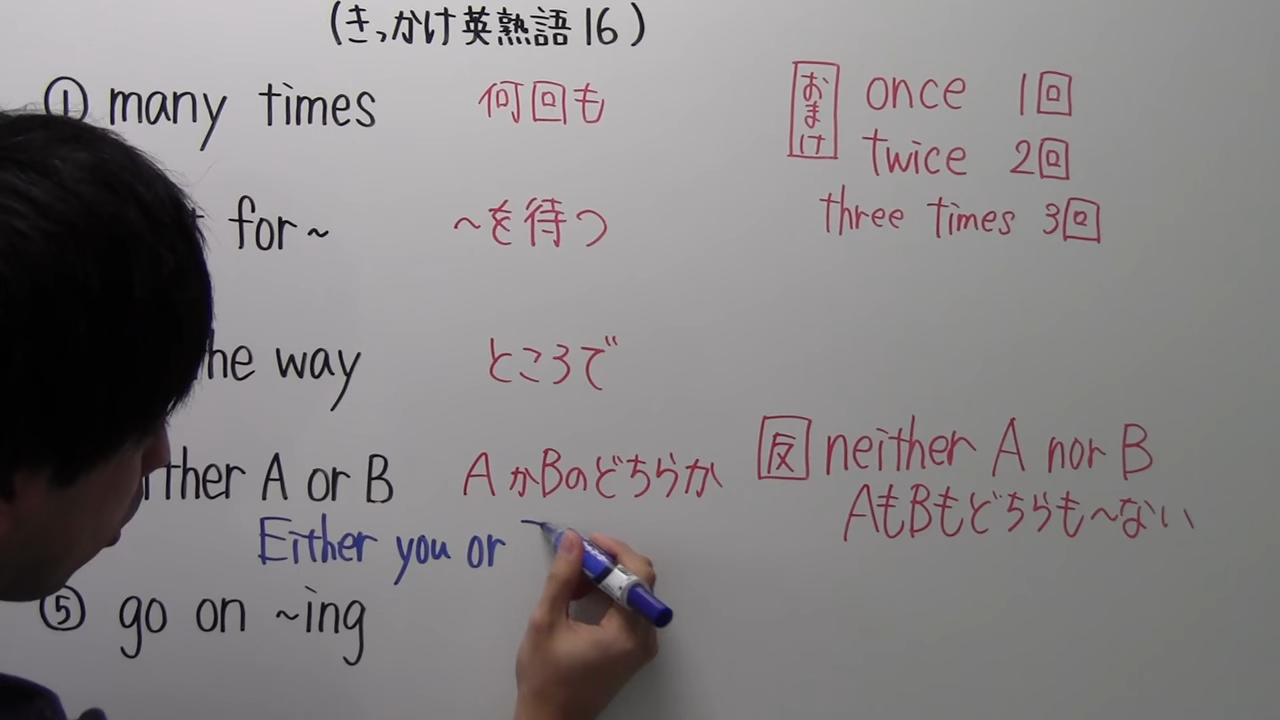 (きっかけ英熟語16)
① many times 何回も
for~ ~を待つ
he way ところで
ther A or B AかBのどちらか
Either you or
⑤ go on ~ing
おまけ once 1回
twice 2回
three times 3回
反 neither A nor B
AもBもどちらも~ない